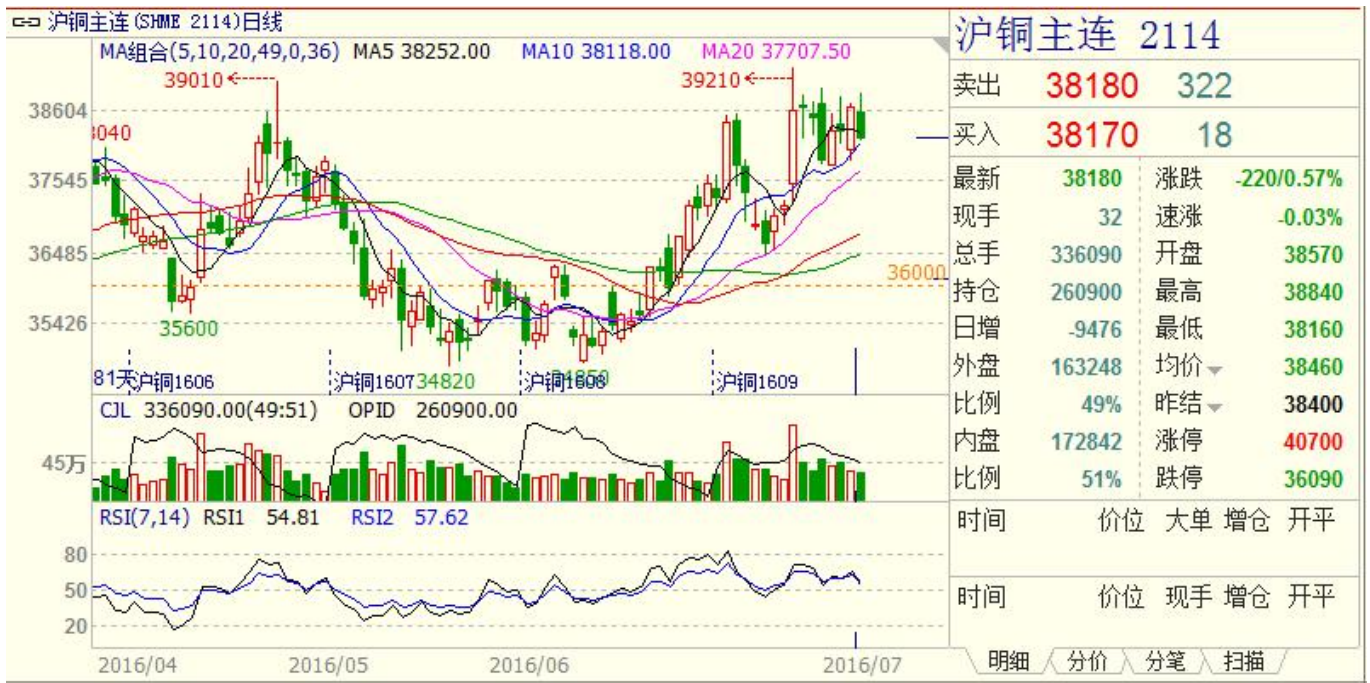 沪铜主连(SHME 2114)日线
MA组合(5,10,20,49,0,36) MA5 38252.00 MA10 38118.00 MA20 37707.50
39010
39210
38604
3040
37545
36485
36000
35426
35600
81天
沪铜1606
沪铜1607
34820
沪铜1608
34850
沪铜1609
CJL 336090.00(49:51) OPID 260900.00
45万
RSI(7,14) RSI1 54.81 RSI2 57.62
80
50
20
2016/04 2016/05 2016/06 2016/07
沪铜主连 2114
卖出 38180 322
买入 38170 18
最新 38180 涨跌 -220/0.57%
现手 32 速涨 -0.03%
总手 336090 开盘 38570
持仓 260900 最高 38840
日增 -9476 最低 38160
外盘 163248 均价 38460
比例 49% 昨结 38400
内盘 172842 涨停 40700
比例 51% 跌停 36090
时间 价位 大单 增仓 开平
时间 价位 现手 增仓 开平
明细 分价 分笔 扫描